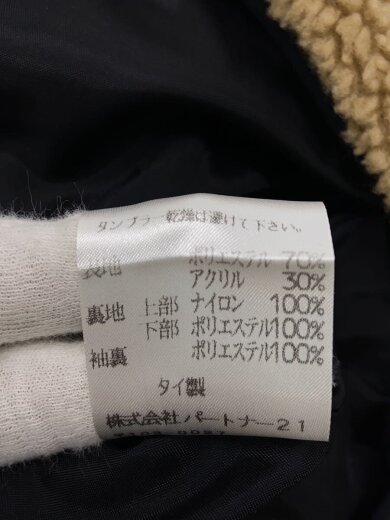 タンブラー乾燥は避けて下さい。
表地 ポリエステル 70%
アクリル 30%
裏地 上部 ナイロン 100%
下部 ポリエステル100%
袖裏 ポリエステル100%
タイ製
株式会社 パートナー21